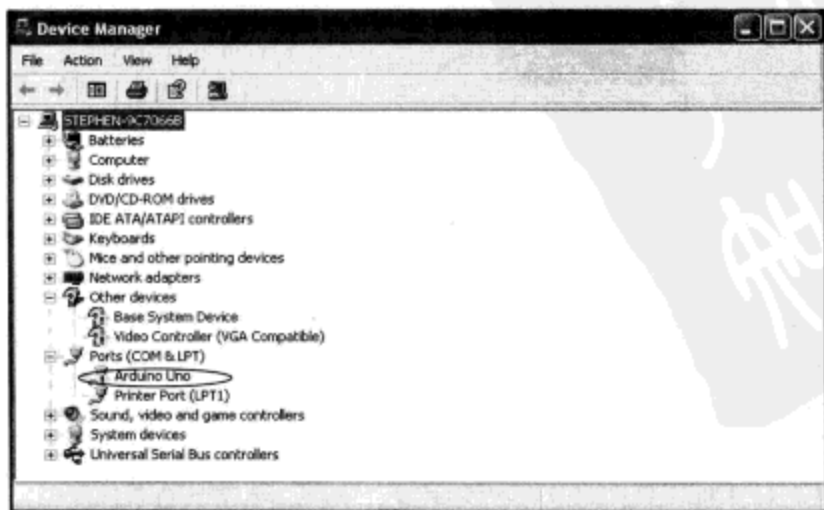 Device Manager
File Action View Help
STEPHEN-9C7066B
Batteries
Computer
Disk drives
DVD/CD-ROM drives
IDE ATA/ATAPI controllers
Keyboards
Mice and other pointing devices
Network adapters
Other devices
Base System Device
Video Controller (VGA Compatible)
Ports (COM & LPT)
Arduino Uno
Printer Port (LPT1)
Sound, video and game controllers
System devices
Universal Serial Bus controllers